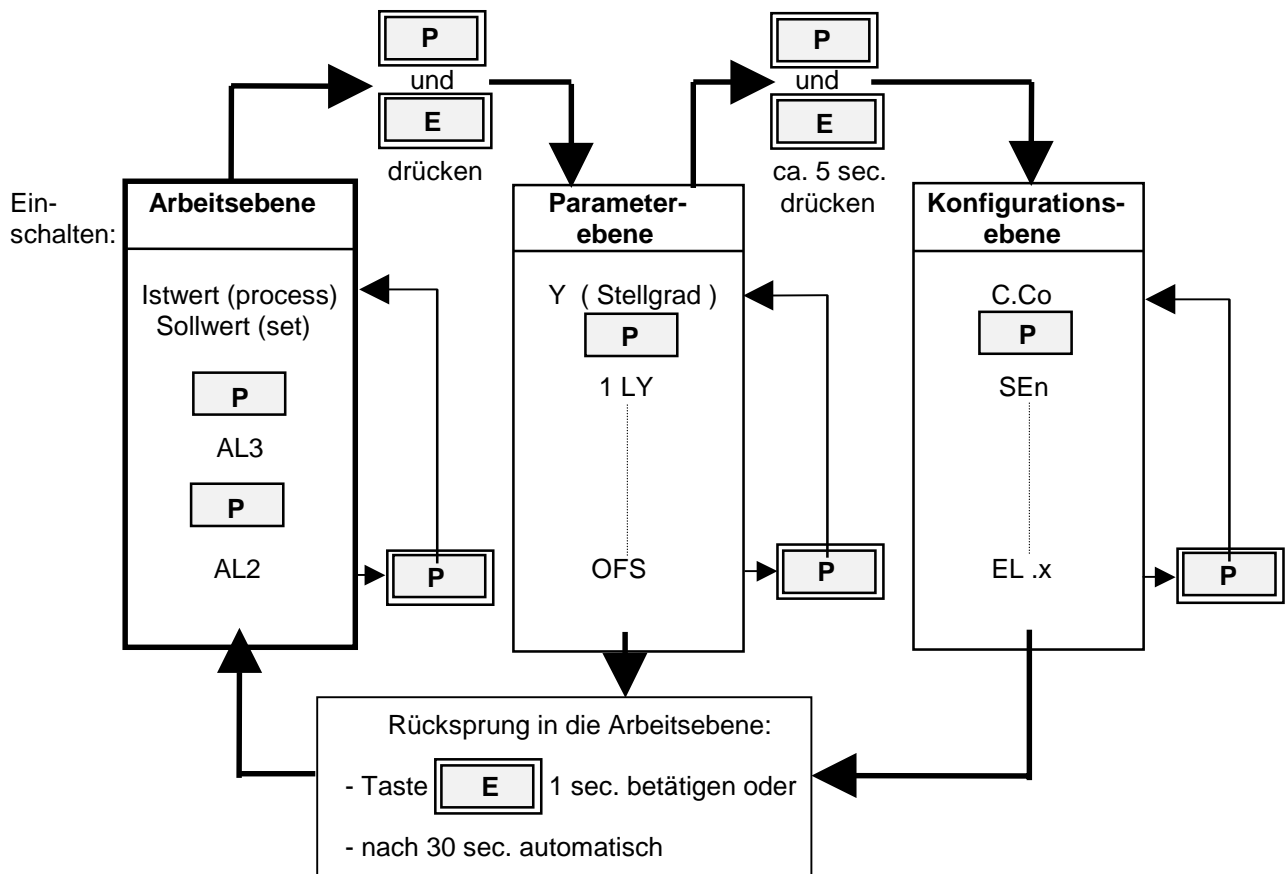 P
und
E
drücken
P
und
E
ca. 5 sec.
drücken
Ein-
schalten:
Arbeitsebene
Istwert (process)
Sollwert (set)
P
AL3
P
AL2
P
Parameter-
ebene
Y ( Stellgrad )
P
1 LY
OFS
P
Konfigurations-
ebene
C.Co
P
SEn
EL .x
P
Rücksprung in die Arbeitsebene:
- Taste E 1 sec. betätigen oder
- nach 30 sec. automatisch